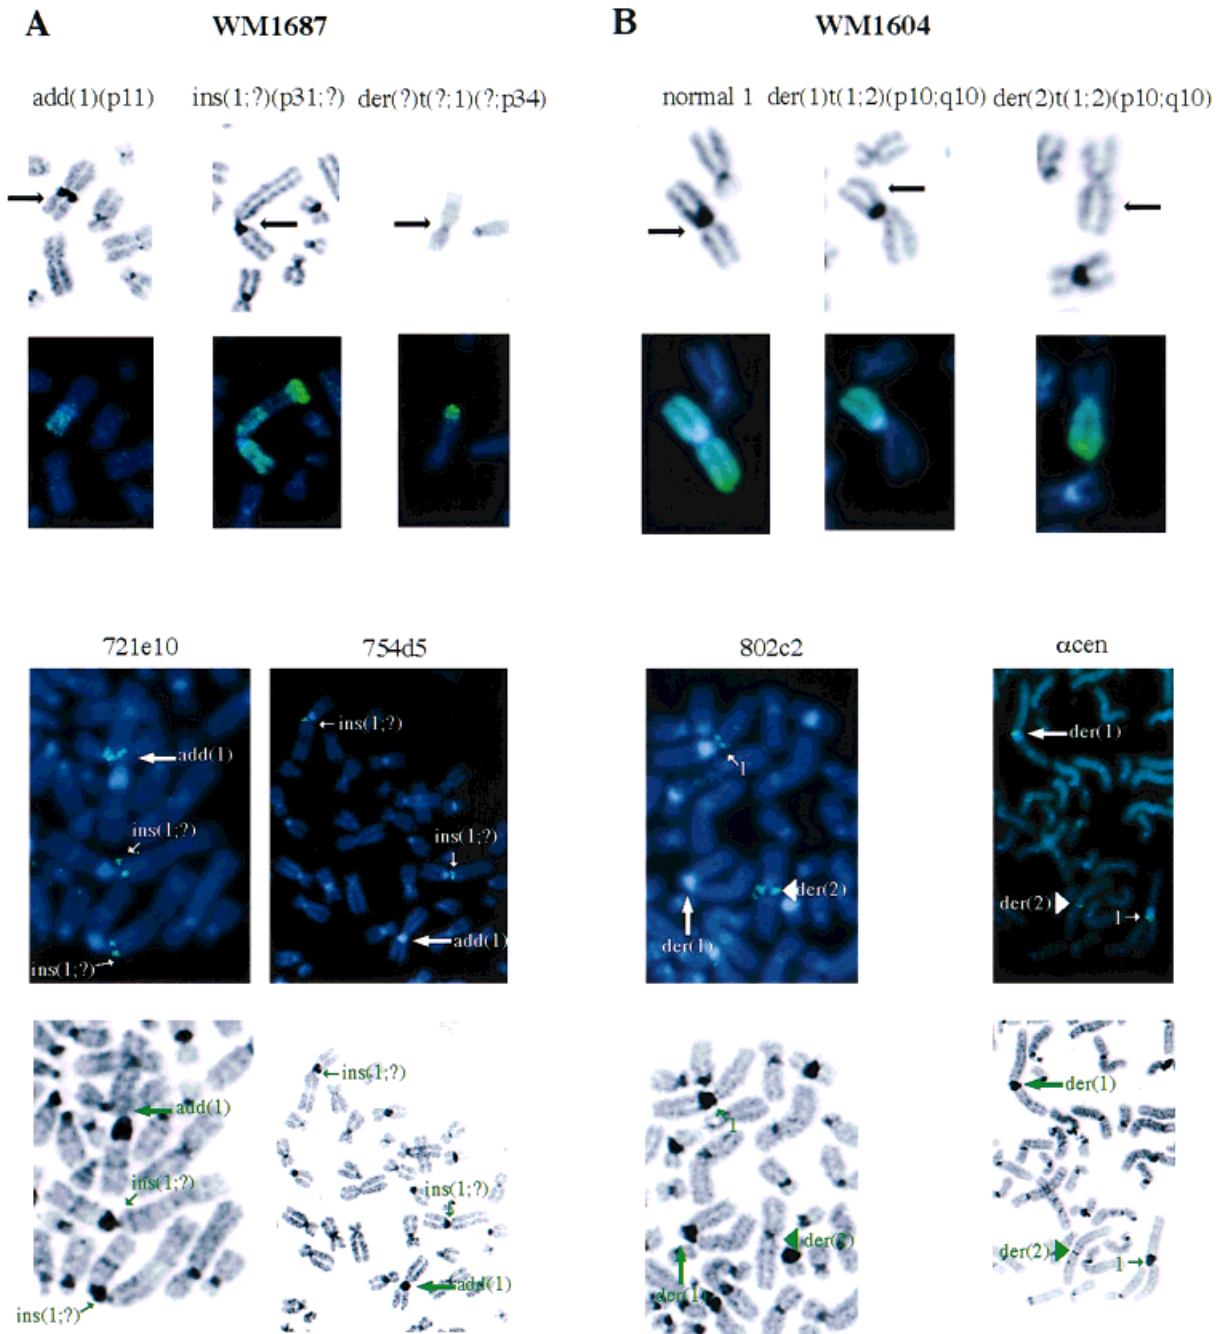 A WM1687
B WM1604
add(1)(p11) ins(1;?)(p31;?) der(?)t(?;1)(?;p34)
normal 1 der(1)t(1;2)(p10;q10) der(2)t(1;2)(p10;q10)
721e10 754d5
802c2 αcen
add(1)
ins(1;?)
ins(1;?)
ins(1;?)
ins(1;?)
add(1)
1
der(2)
der(1)
der(1)
der(2)
1
add(1)
ins(1;?)
ins(1;?)
ins(1;?)
ins(1;?)
add(1)
1
der(2)
der(1)
der(1)
der(2)
1